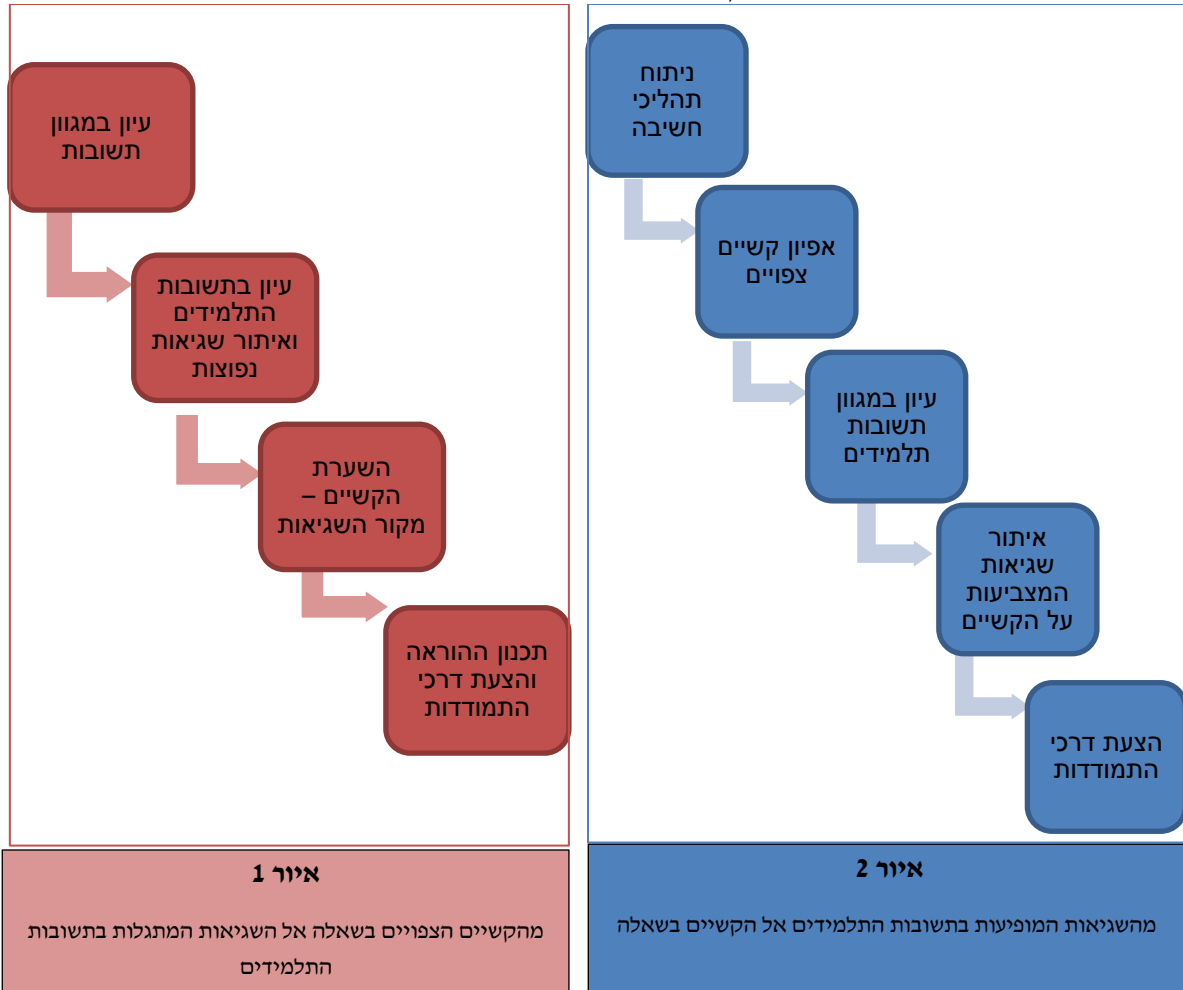 ניתוח
תהליכי
חשיבה
אפיון קשיים
צפויים
עיון במגוון
תשובות
תלמידים
איתור
שגיאות
המצביעות
על הקשיים
הצעת דרכי
התמודדות
איור 2
מהשגיאות המופיעות בתשובות התלמידים אל הקשיים בשאלה
עיון במגוון
תשובות
עיון בתשובות
התלמידים
ואיתור שגיאות
נפוצות
השערת
הקשיים –
מקור השגיאות
תכנון ההוראה
והצעת דרכי
התמודדות
איור 1
מהקשיים הצפויים בשאלה אל השגיאות המתגלות בתשובות
התלמידים